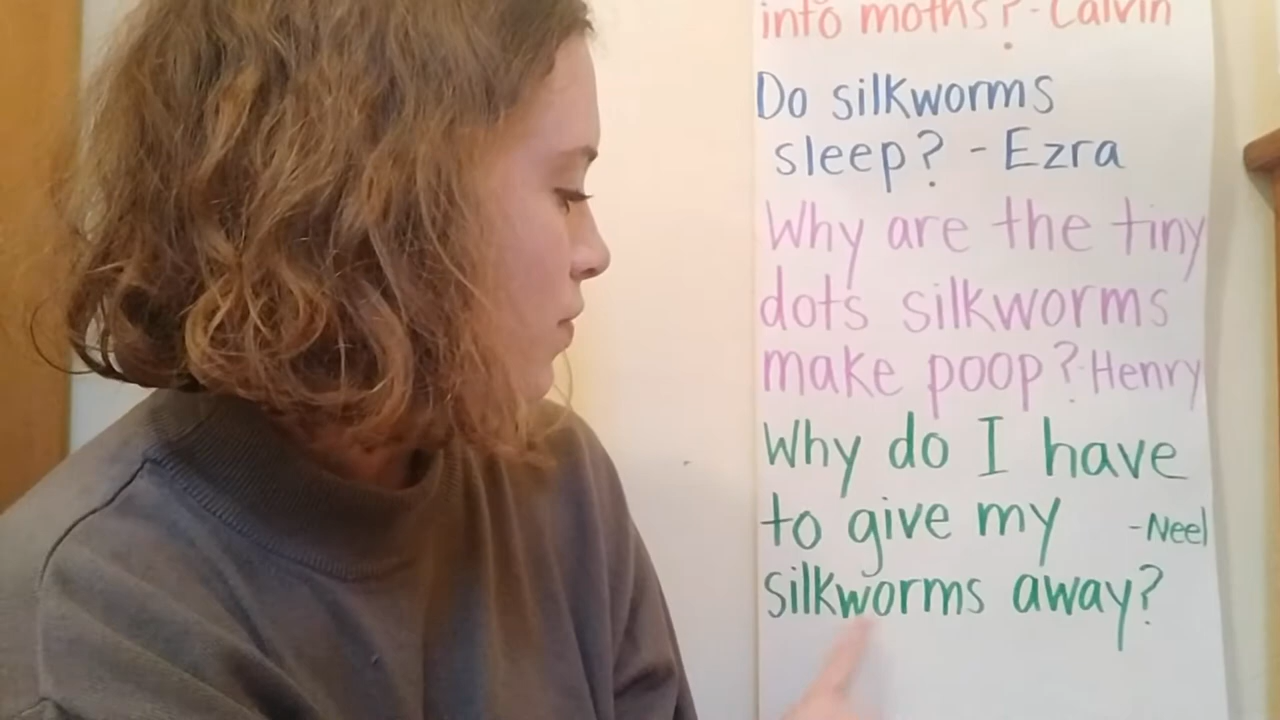 into moths? - Calvin
Do silkworms
sleep? - Ezra
Why are the tiny
dots silkworms
make poop? - Henry
Why do I have
to give my - Neel
silkworms away?